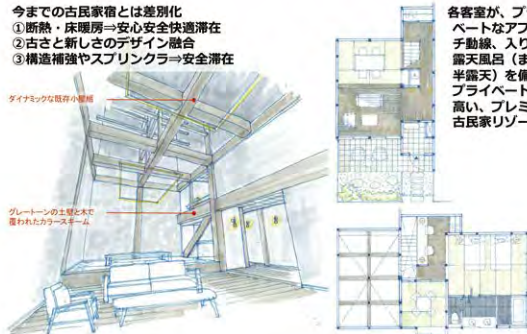 今までの古民家宿とは差別化
①断熱・床暖房⇒安心安全快適滞在
②古さと新しさのデザイン融合
③構造補強やスプリンクラ⇒安全滞在
ダイナミックな既存小屋組
グレートーンの土壁と木で
覆われたカラースキーム
各客室が、プ
ベートなアプ
チ動線、入り
露天風呂（ま
半露天）を備
プライベート
高い、プレミ
古民家リゾー